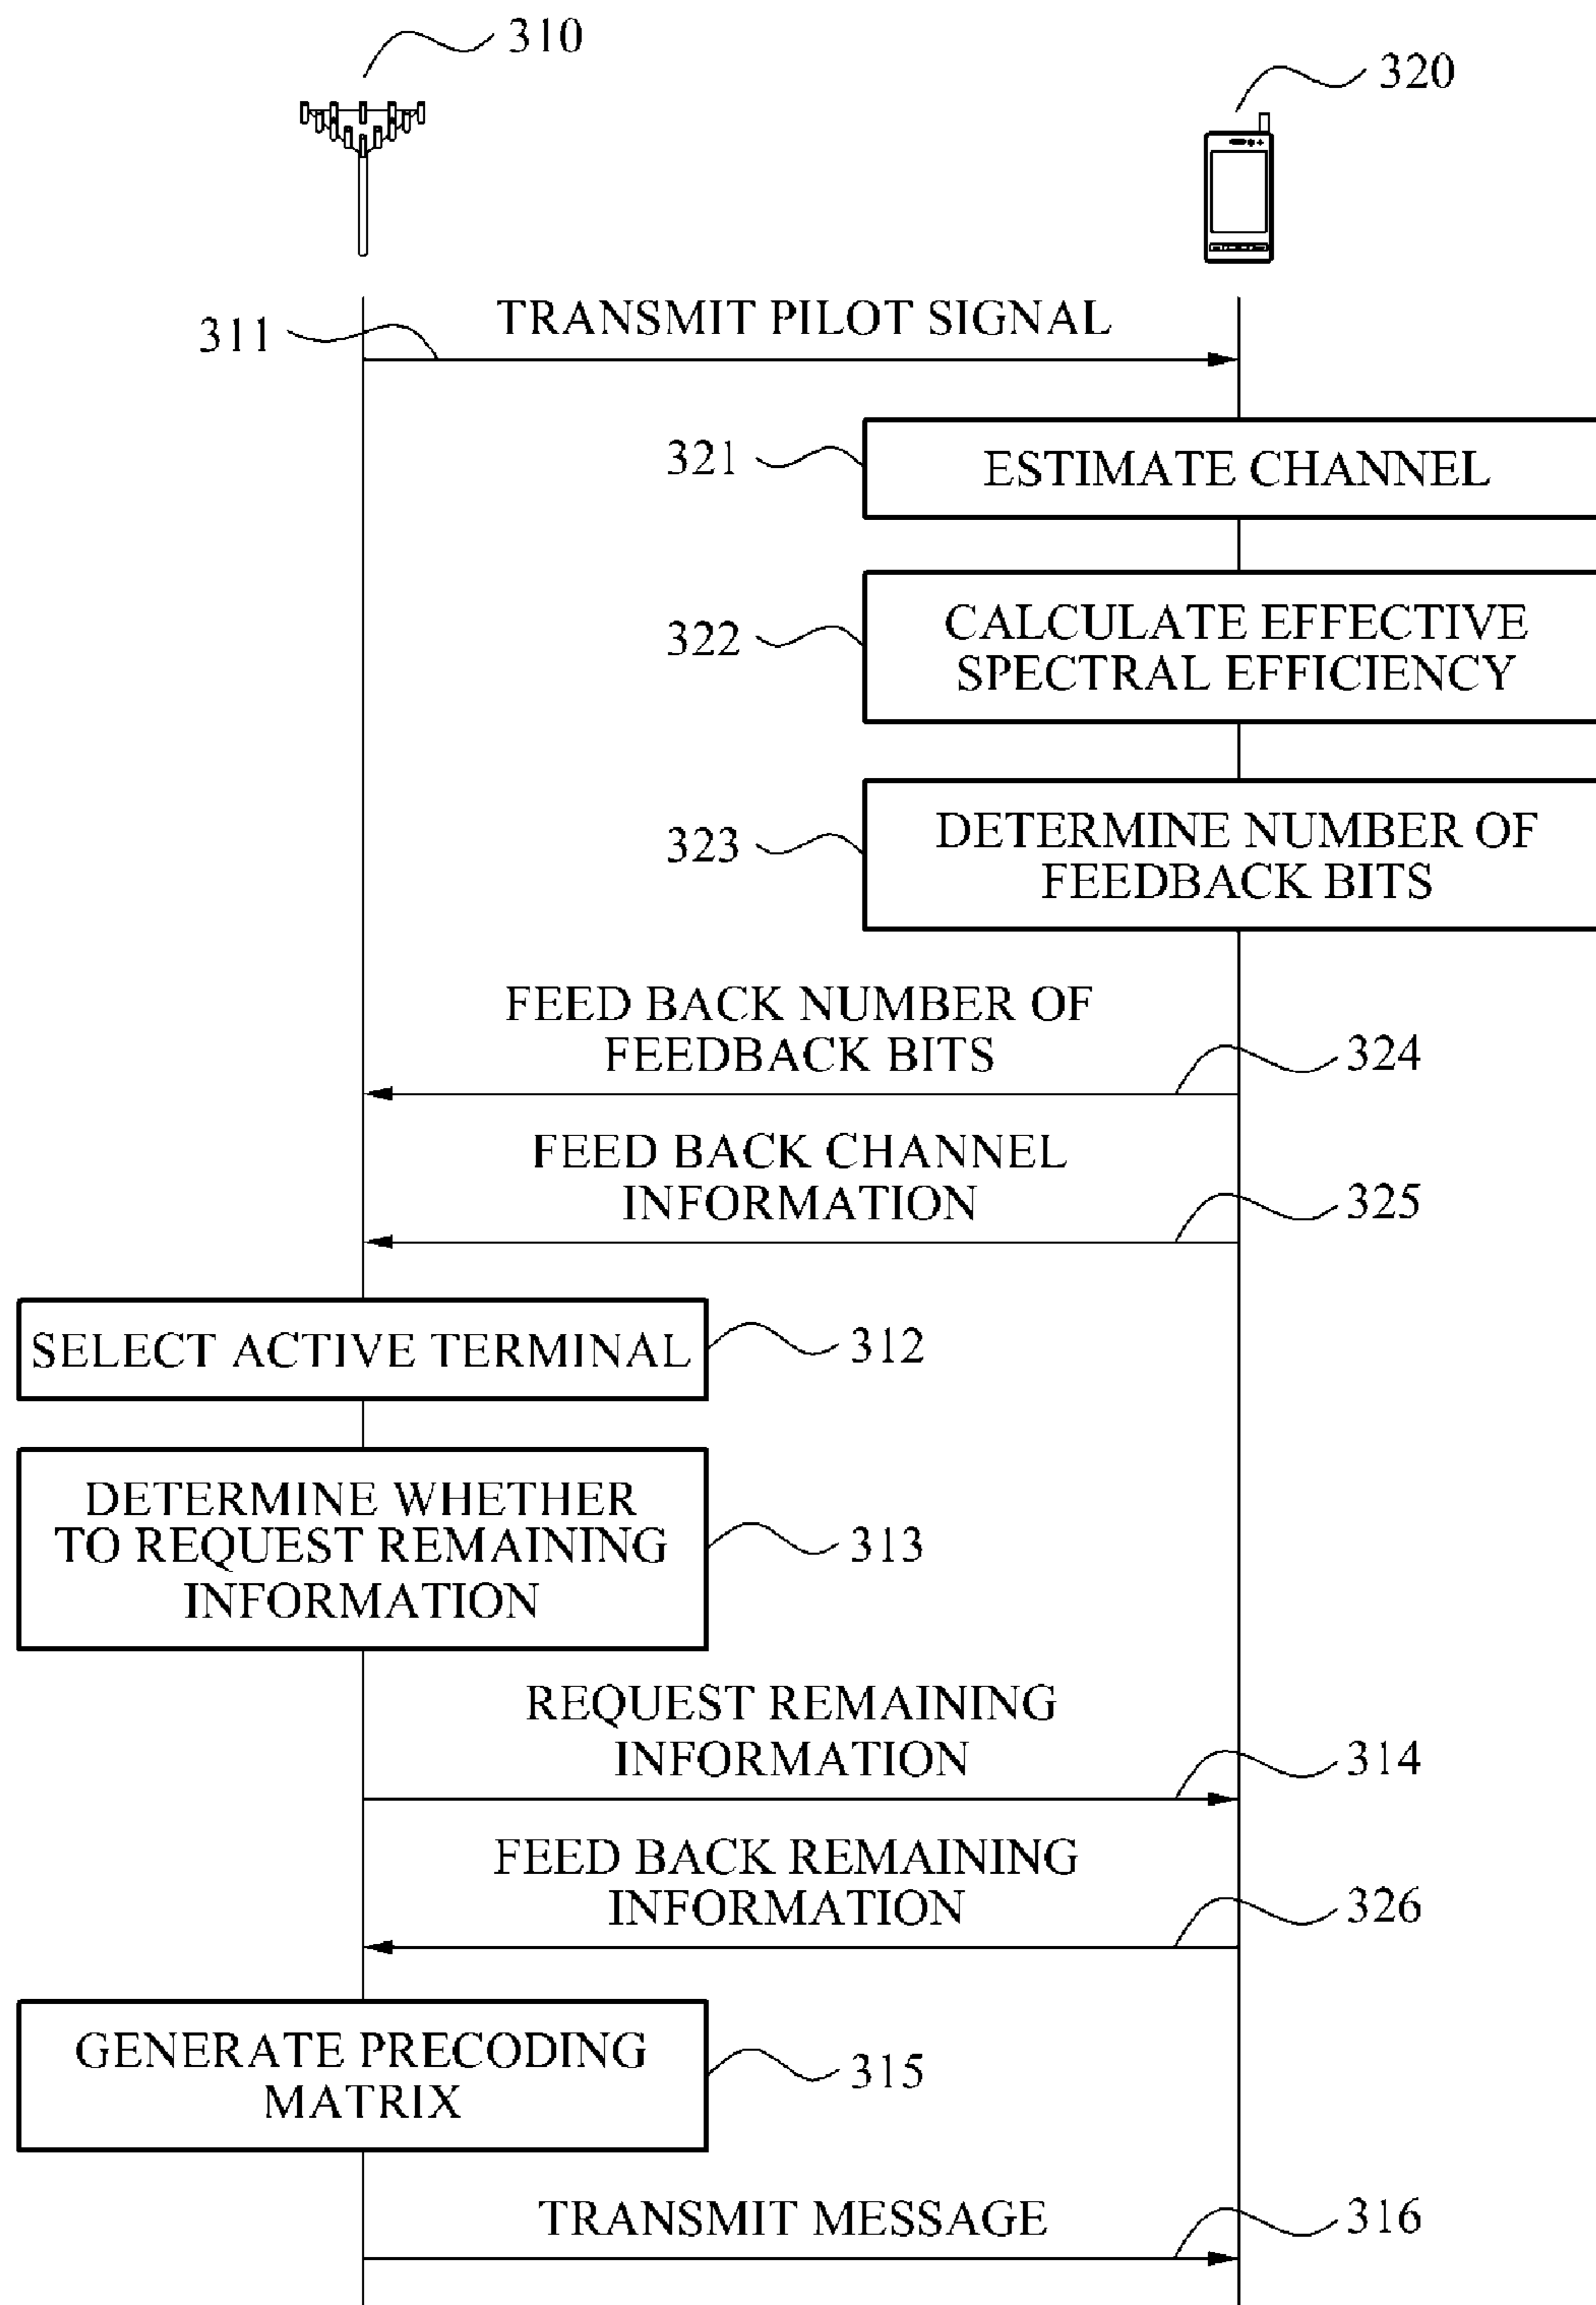 310
320
TRANSMIT PILOT SIGNAL
311
321
ESTIMATE CHANNEL
322
CALCULATE EFFECTIVE
SPECTRAL EFFICIENCY
323
DETERMINE NUMBER OF
FEEDBACK BITS
FEED BACK NUMBER OF
FEEDBACK BITS
324
FEED BACK CHANNEL
INFORMATION
325
SELECT ACTIVE TERMINAL
312
DETERMINE WHETHER
TO REQUEST REMAINING
INFORMATION
313
REQUEST REMAINING
INFORMATION
314
FEED BACK REMAINING
INFORMATION
326
GENERATE PRECODING
MATRIX
315
TRANSMIT MESSAGE
316